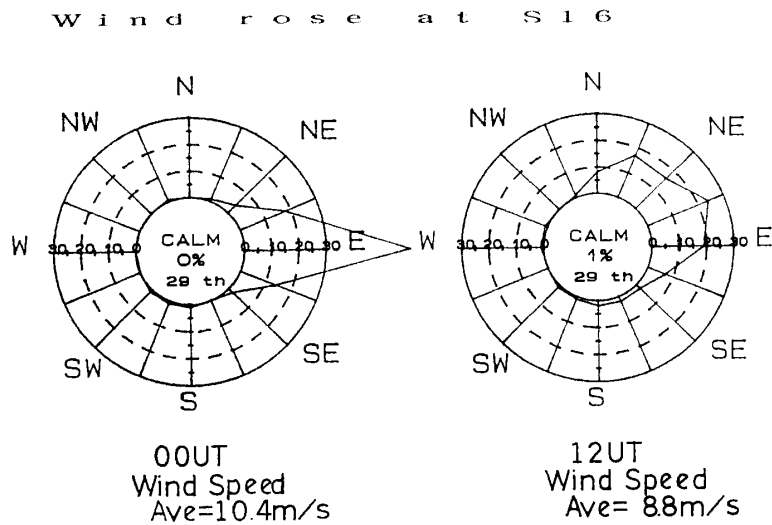 Wind rose at S16
N
NW NE
W 30. 20. 10. 0 0. 10. 20. 30 E
CALM
0%
29 th
SW SE
S
00UT
Wind Speed
Ave=10.4m/s
N
NW NE
W 30. 20. 10. 0 0. 10. 20. 30 E
CALM
1%
29 th
SW SE
S
12UT
Wind Speed
Ave= 8.8m/s